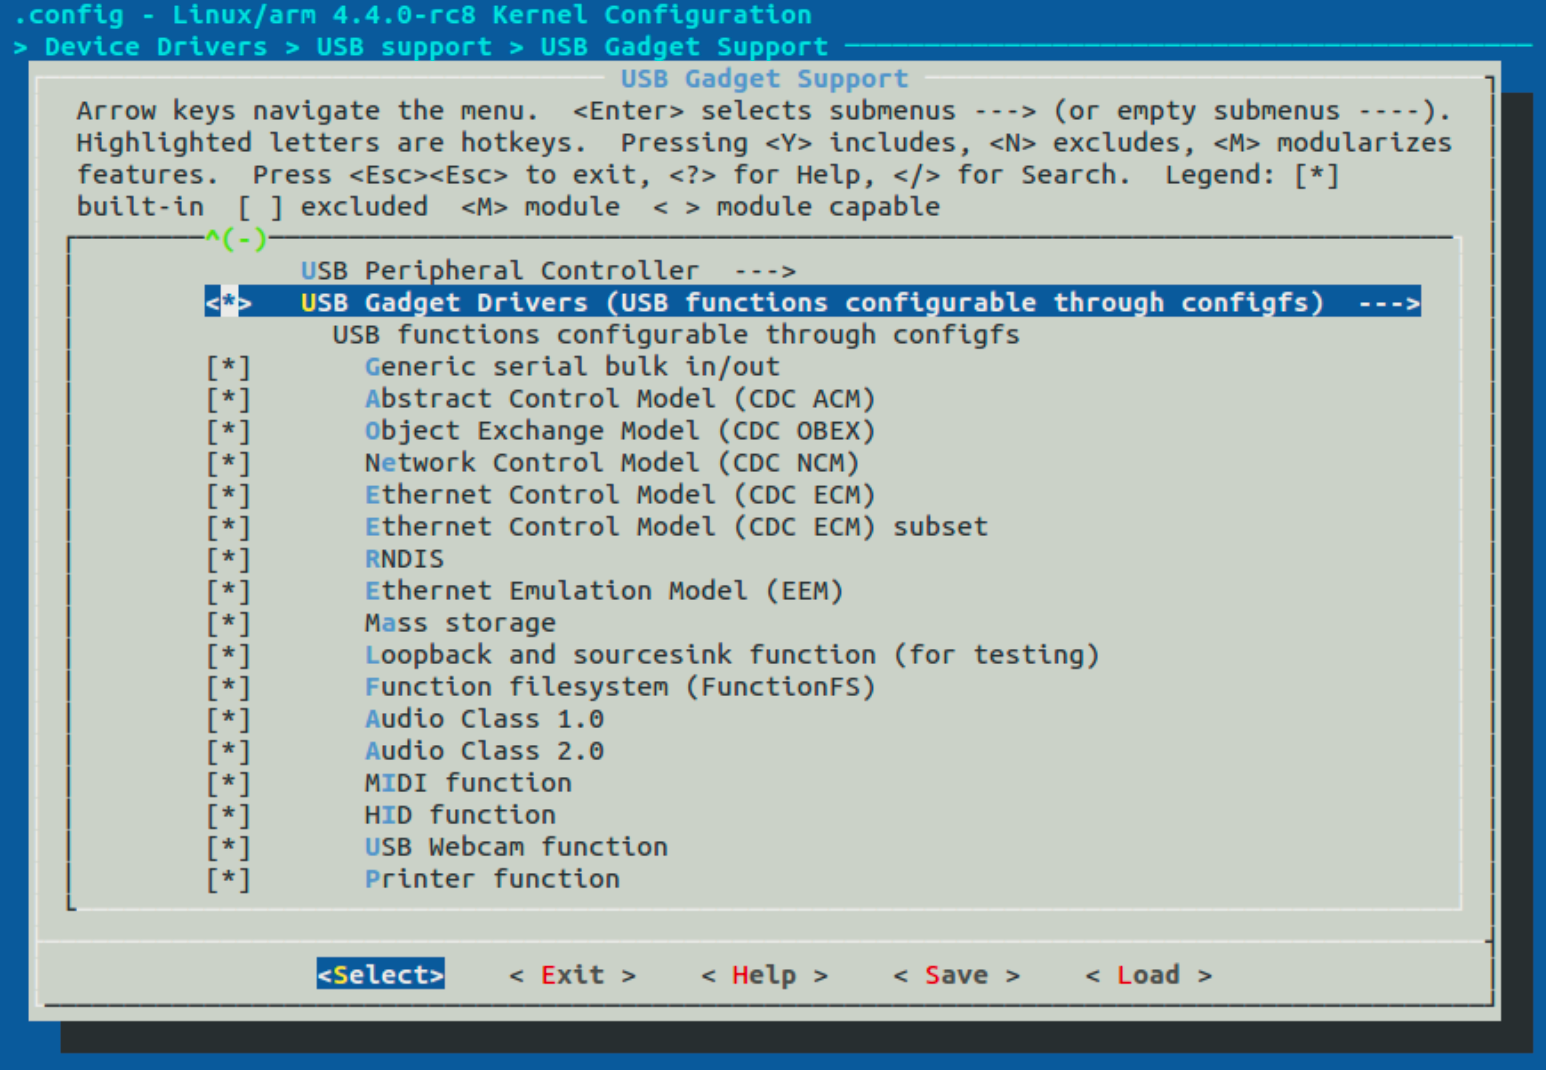 .config - Linux/arm 4.4.0-rc8 Kernel Configuration
> Device Drivers > USB support > USB Gadget Support
USB Gadget Support
Arrow keys navigate the menu.  <Enter> selects submenus ---> (or empty submenus ----).
Highlighted letters are hotkeys.  Pressing <Y> includes, <N> excludes, <M> modularizes
features.  Press <Esc><Esc> to exit, <?> for Help, </> for Search.  Legend: [*]
built-in  [ ] excluded  <M> module  < > module capable
^(-)
USB Peripheral Controller  --->
<*>   USB Gadget Drivers (USB functions configurable through configfs)  --->
USB functions configurable through configfs
[*]       Generic serial bulk in/out
[*]       Abstract Control Model (CDC ACM)
[*]       Object Exchange Model (CDC OBEX)
[*]       Network Control Model (CDC NCM)
[*]       Ethernet Control Model (CDC ECM)
[*]       Ethernet Control Model (CDC ECM) subset
[*]       RNDIS
[*]       Ethernet Emulation Model (EEM)
[*]       Mass storage
[*]       Loopback and sourcesink function (for testing)
[*]       Function filesystem (FunctionFS)
[*]       Audio Class 1.0
[*]       Audio Class 2.0
[*]       MIDI function
[*]       HID function
[*]       USB Webcam function
[*]       Printer function
<Select>    < Exit >    < Help >    < Save >    < Load >